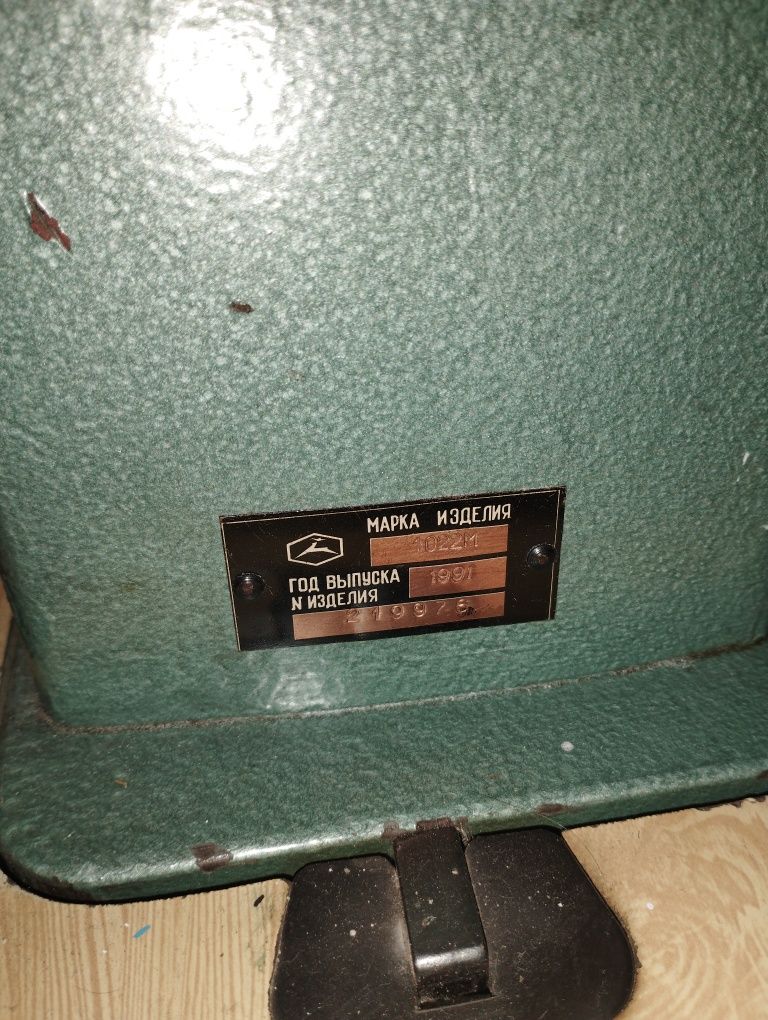 МАРКА ИЗДЕЛИЯ
1022М
ГОД ВЫПУСКА 1991
N ИЗДЕЛИЯ
219976